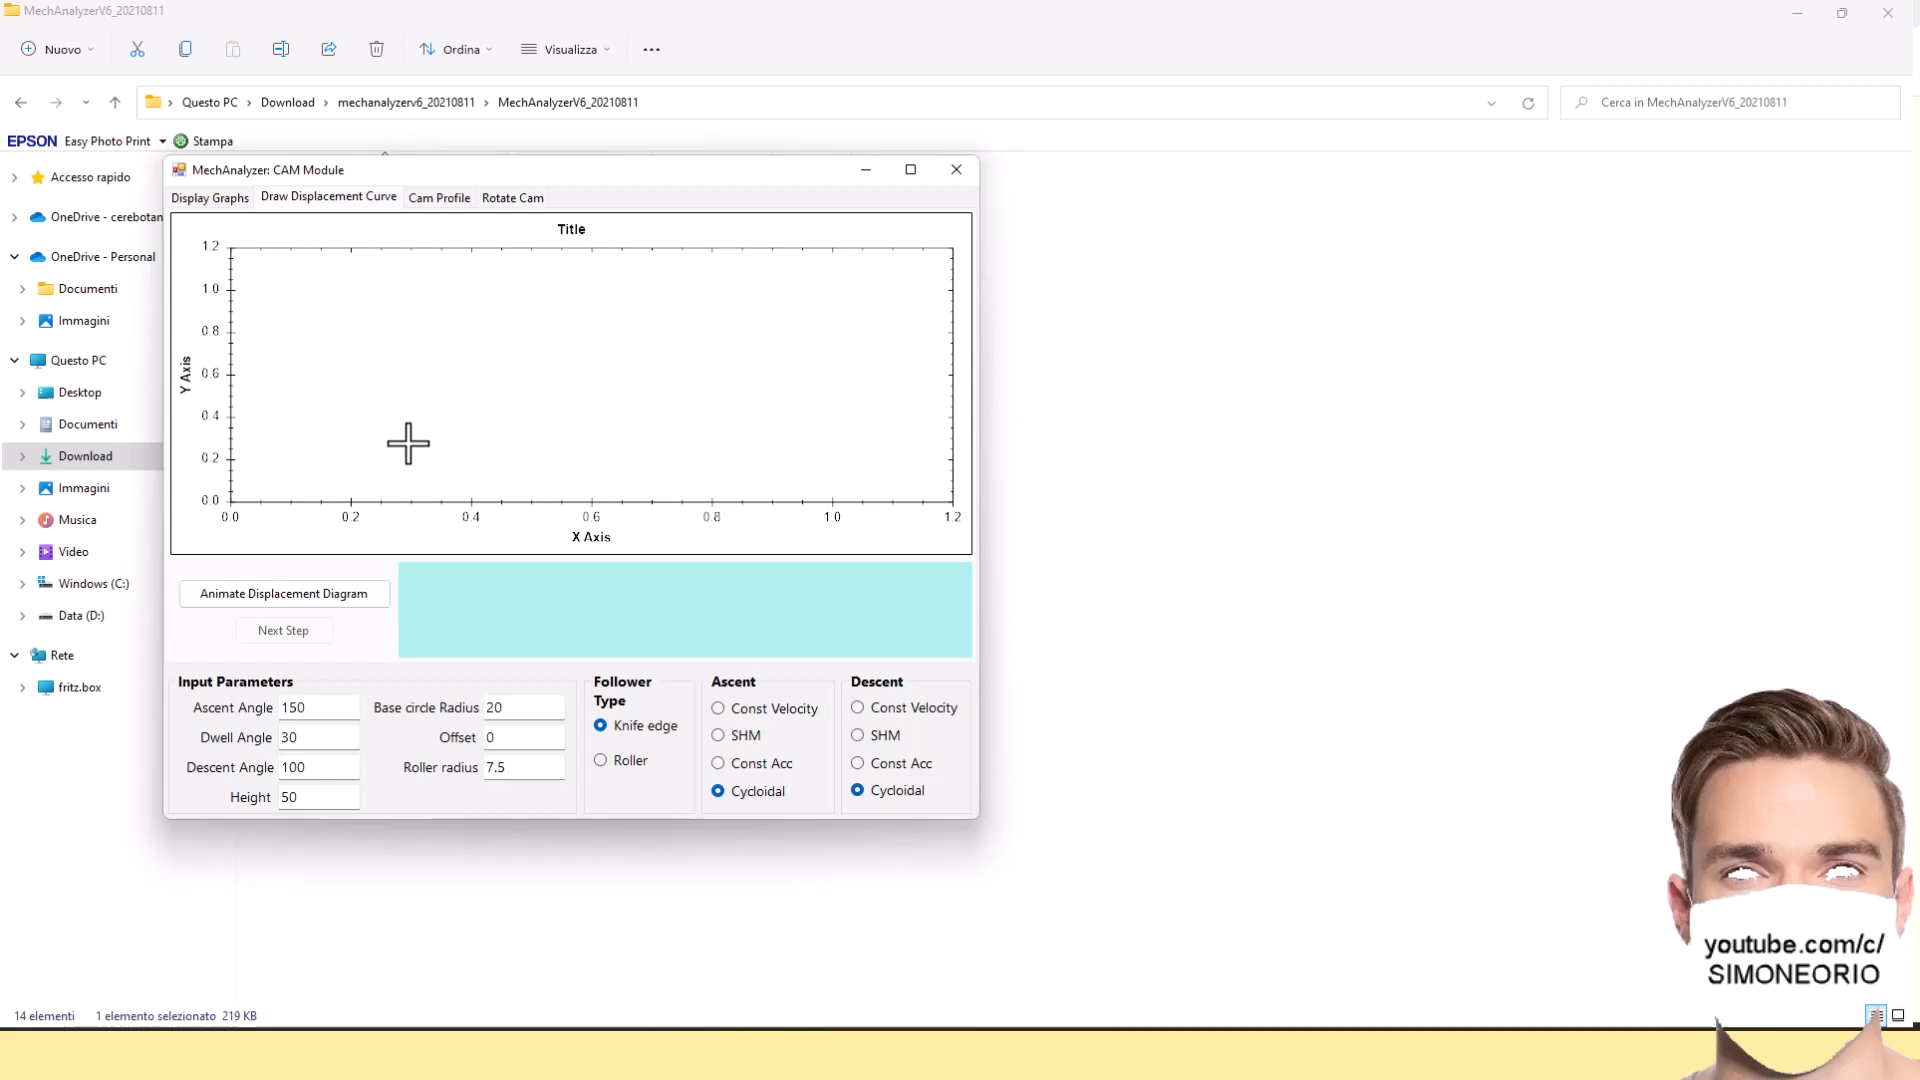 MechAnalyzerV6_20210811
Nuovo
Ordina
Visualizza
Questo PC > Download > mechanalyzerv6_20210811 > MechAnalyzerV6_20210811
Cerca in MechAnalyzerV6_20210811
EPSON Easy Photo Print Stampa
Accesso rapido
OneDrive - cerebotan
OneDrive - Personal
Documenti
Immagini
Questo PC
Desktop
Documenti
Download
Immagini
Musica
Video
Windows (C:)
Data (D:)
Rete
fritz.box
MechAnalyzer: CAM Module
Display Graphs Draw Displacement Curve Cam Profile Rotate Cam
Title
1.2
1.0
0.8
0.6
0.4
0.2
0.0
Y Axis
0.0 0.2 0.4 0.6 0.8 1.0 1.2
X Axis
Animate Displacement Diagram
Next Step
Input Parameters
Ascent Angle 150
Dwell Angle 30
Descent Angle 100
Height 50
Base circle Radius 20
Offset 0
Roller radius 7.5
Follower
Type
Knife edge
Roller
Ascent
Const Velocity
SHM
Const Acc
Cycloidal
Descent
Const Velocity
SHM
Const Acc
Cycloidal
youtube.com/c/
SIMONEORIO
14 elementi 1 elemento selezionato 219 KB